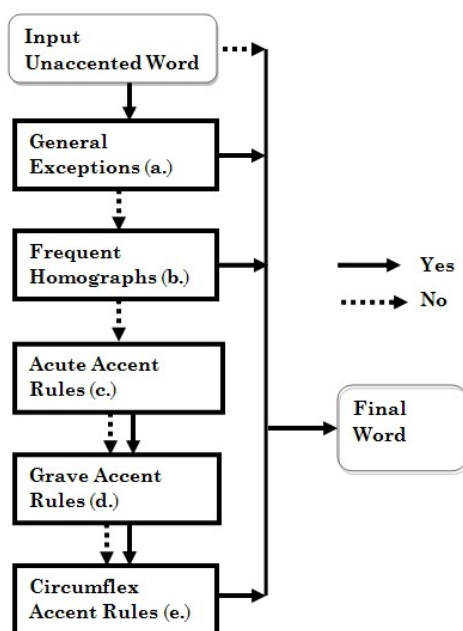 Input
Unaccented Word
General
Exceptions (a.)
Frequent
Homographs (b.)
Acute Accent
Rules (c.)
Grave Accent
Rules (d.)
Circumflex
Accent Rules (e.)
Yes
No
Final
Word